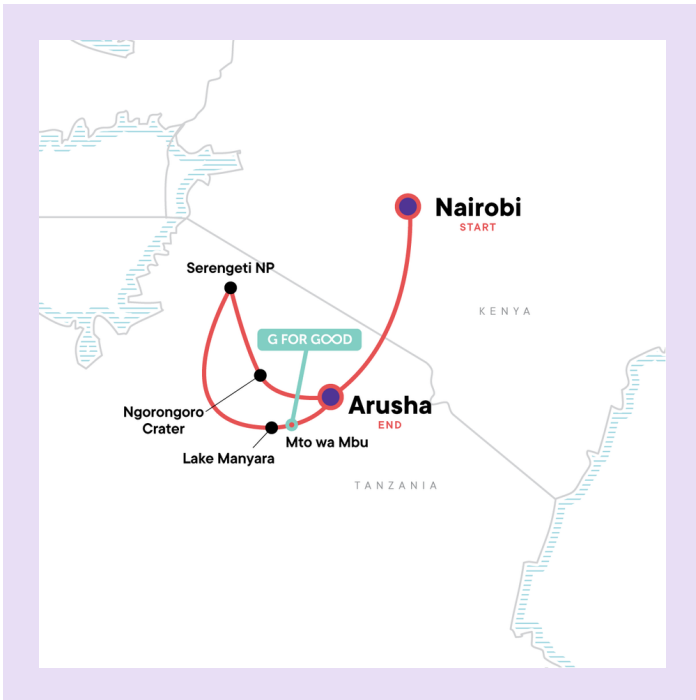 Nairobi
START
Serengeti NP
KENYA
G FOR GOOD
Arusha
END
Ngorongoro
Crater
Mto wa Mbu
Lake Manyara
TANZANIA